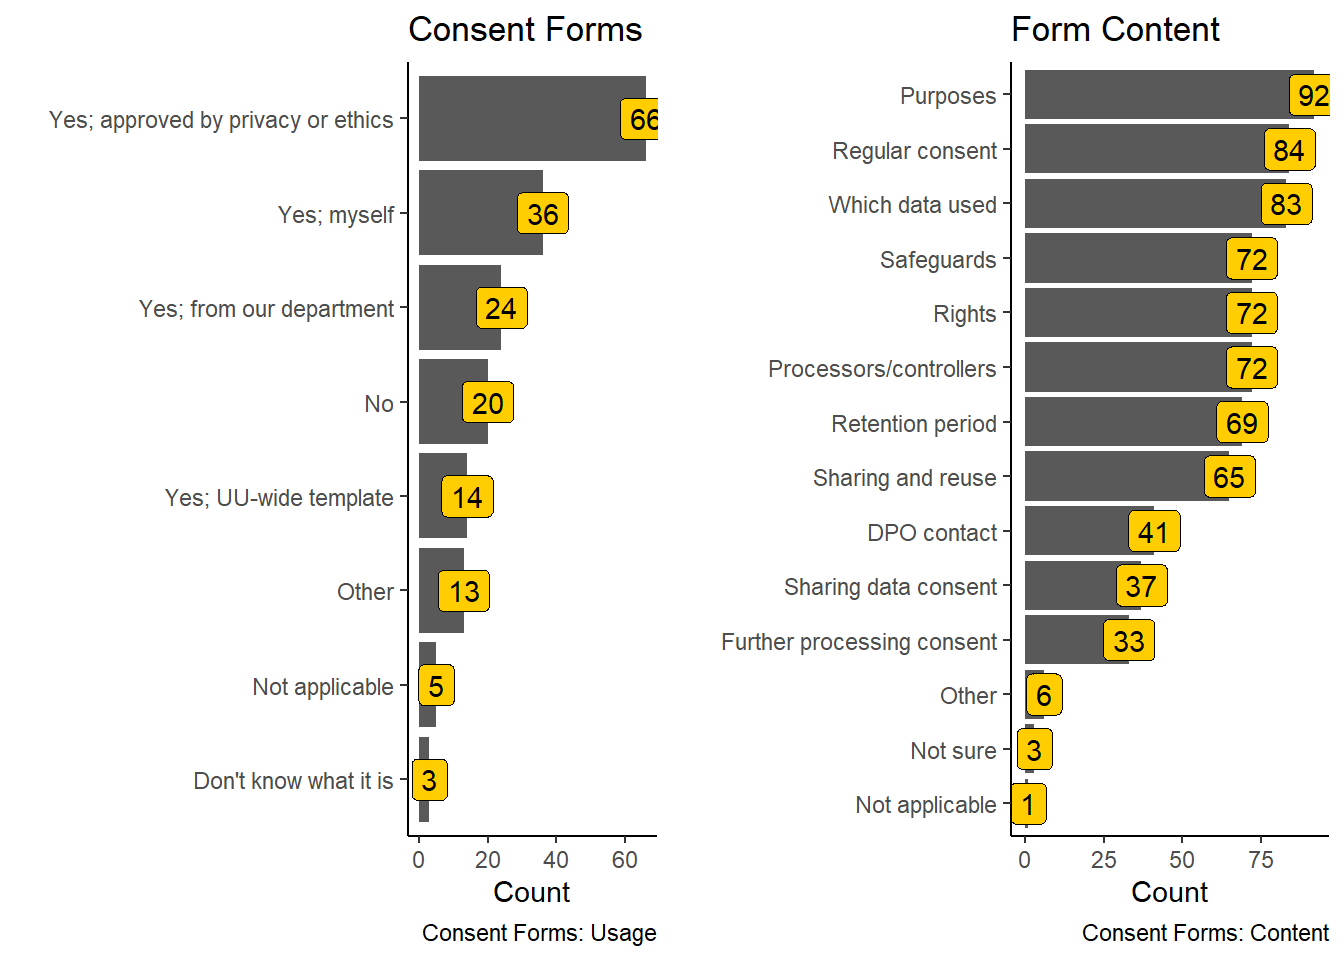 Consent Forms
Yes; approved by privacy or ethics
66
Yes; myself
36
Yes; from our department
24
No
20
Yes; UU-wide template
14
Other
13
Not applicable
5
Don't know what it is
3
0 20 40 60
Count
Consent Forms: Usage
Form Content
Purposes
92
Regular consent
84
Which data used
83
Safeguards
72
Rights
72
Processors/controllers
72
Retention period
69
Sharing and reuse
65
DPO contact
41
Sharing data consent
37
Further processing consent
33
Other
6
Not sure
3
Not applicable
1
0 25 50 75
Count
Consent Forms: Content